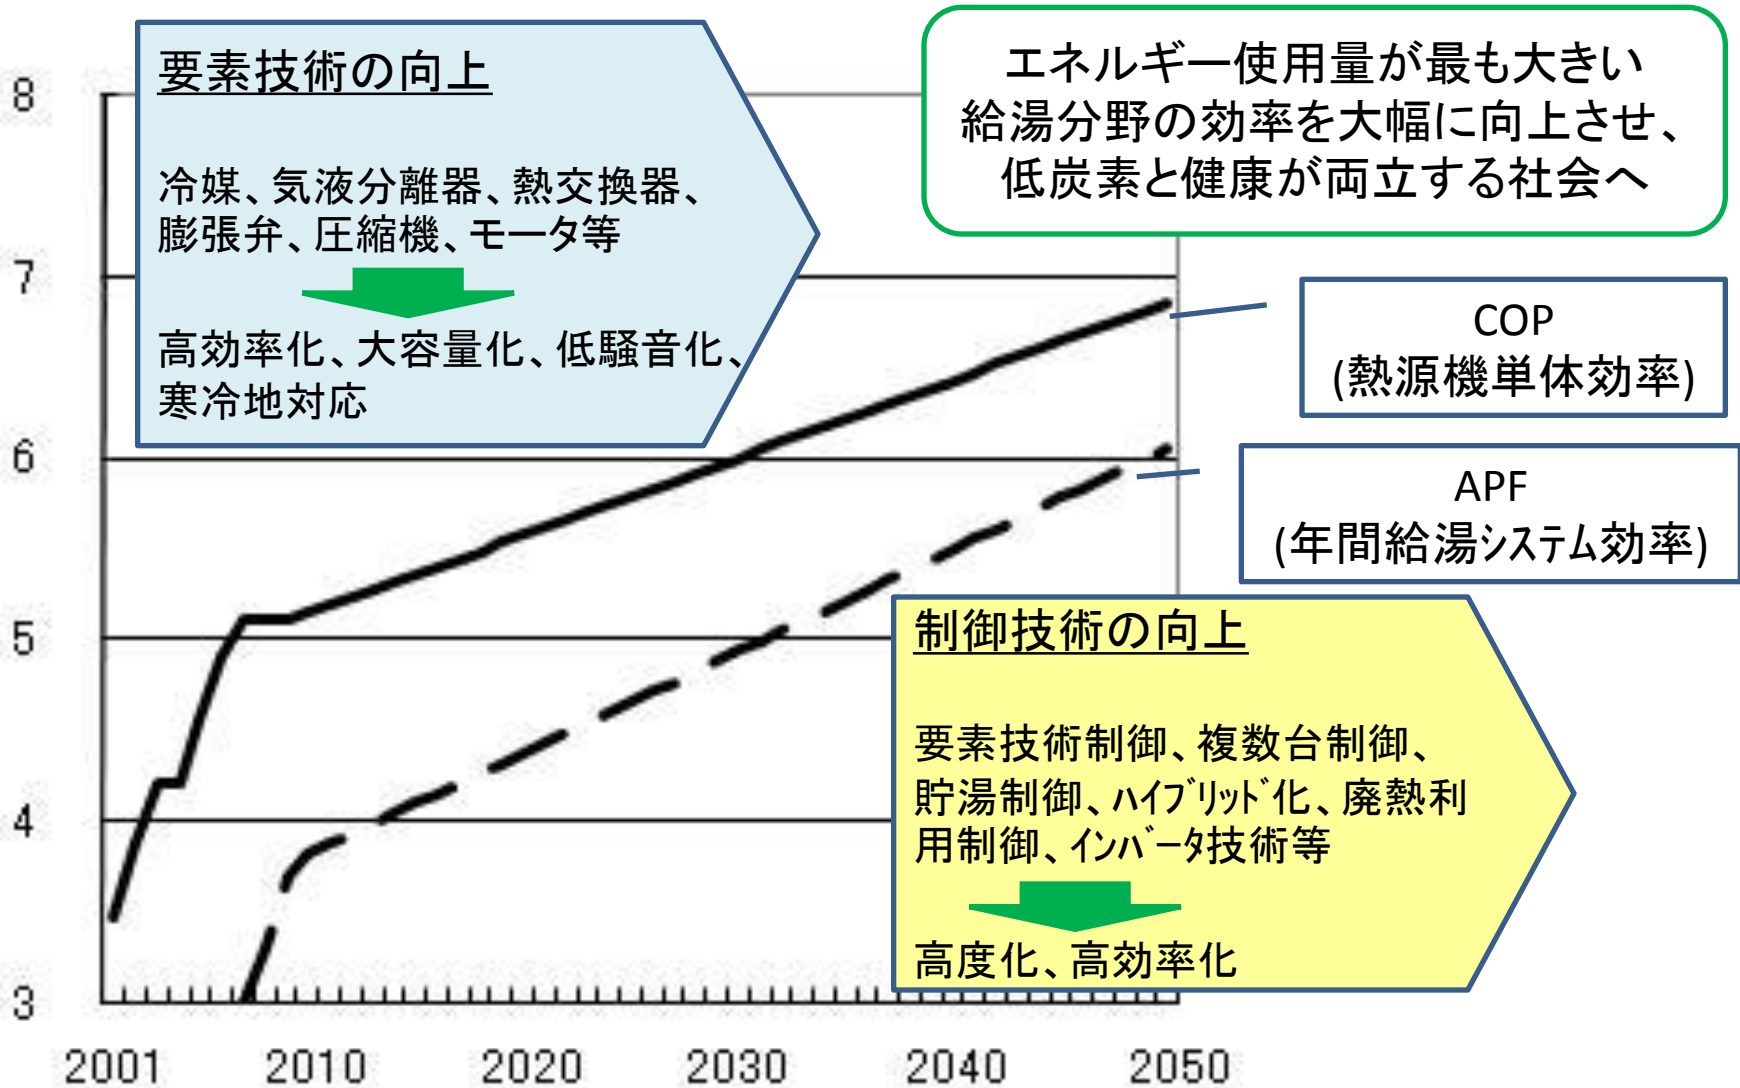 要素技術の向上
冷媒、気液分離器、熱交換器、
膨張弁、圧縮機、モータ等
高効率化、大容量化、低騒音化、
寒冷地対応
エネルギー使用量が最も大きい
給湯分野の効率を大幅に向上させ、
低炭素と健康が両立する社会へ
COP
(熱源機単体効率)
APF
(年間給湯システム効率)
制御技術の向上
要素技術制御、複数台制御、
貯湯制御、ﾊｲﾌﾞﾘｯﾄﾞ化、廃熱利
用制御、ｲﾝﾊﾞｰﾀ技術等
高度化、高効率化
8
7
6
5
4
3
2001 2010 2020 2030 2040 2050